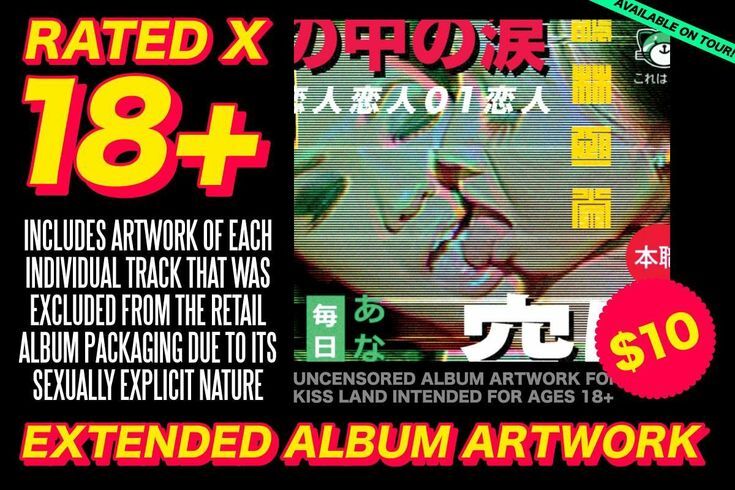 RATED X
18+
INCLUDES ARTWORK OF EACH
INDIVIDUAL TRACK THAT WAS
EXCLUDED FROM THE RETAIL
ALBUM PACKAGING DUE TO ITS
SEXUALLY EXPLICIT NATURE
AVAILABLE ON TOUR!
の中の涙
恋人恋人01恋人
これは
本職
毎日
あな
$10
UNCENSORED ALBUM ARTWORK FO
KISS LAND INTENDED FOR AGES 18+
EXTENDED ALBUM ARTWORK